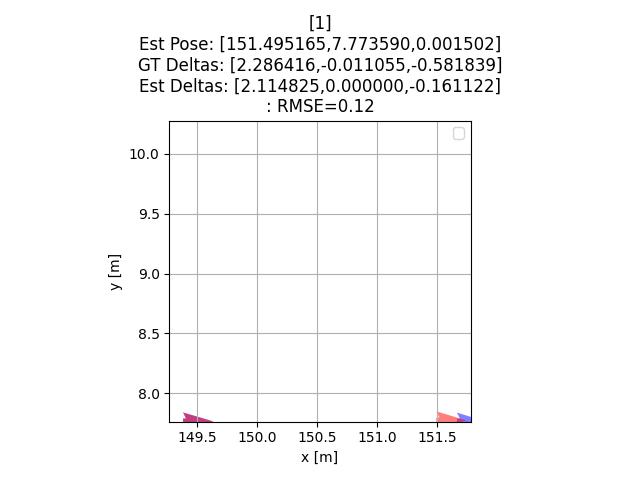 [1]
Est Pose: [151.495165,7.773590,0.001502]
GT Deltas: [2.286416,-0.011055,-0.581839]
Est Deltas: [2.114825,0.000000,-0.161122]
: RMSE=0.12
10.0
9.5
9.0
8.5
8.0
y [m]
149.5 150.0 150.5 151.0 151.5
x [m]